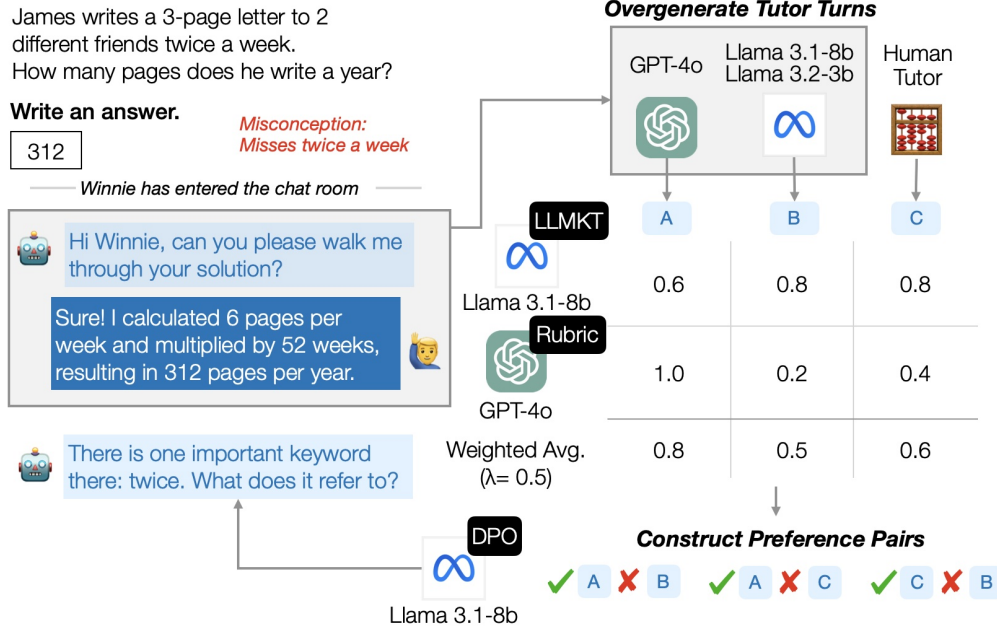 James writes a 3-page letter to 2
different friends twice a week.
How many pages does he write a year?
Write an answer.
312
Misconception:
Misses twice a week
Winnie has entered the chat room
Hi Winnie, can you please walk me
through your solution?
Sure! I calculated 6 pages per
week and multiplied by 52 weeks,
resulting in 312 pages per year.
There is one important keyword
there: twice. What does it refer to?
DPO
Llama 3.1-8b
Overgenerate Tutor Turns
GPT-4o
Llama 3.1-8b
Llama 3.2-3b
Human
Tutor
A B C
LLMKT
Llama 3.1-8b
0.6 0.8 0.8
Rubric
GPT-4o
1.0 0.2 0.4
Weighted Avg.
(λ= 0.5)
0.8 0.5 0.6
Construct Preference Pairs
A B A C C B